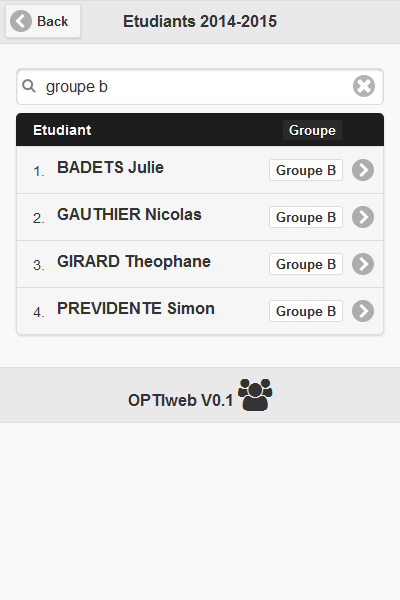 Back
Etudiants 2014-2015
groupe b
Etudiant Groupe
1. BADETS Julie Groupe B
2. GAUTHIER Nicolas Groupe B
3. GIRARD Theophane Groupe B
4. PREVIDENTE Simon Groupe B
OPTIweb V0.1